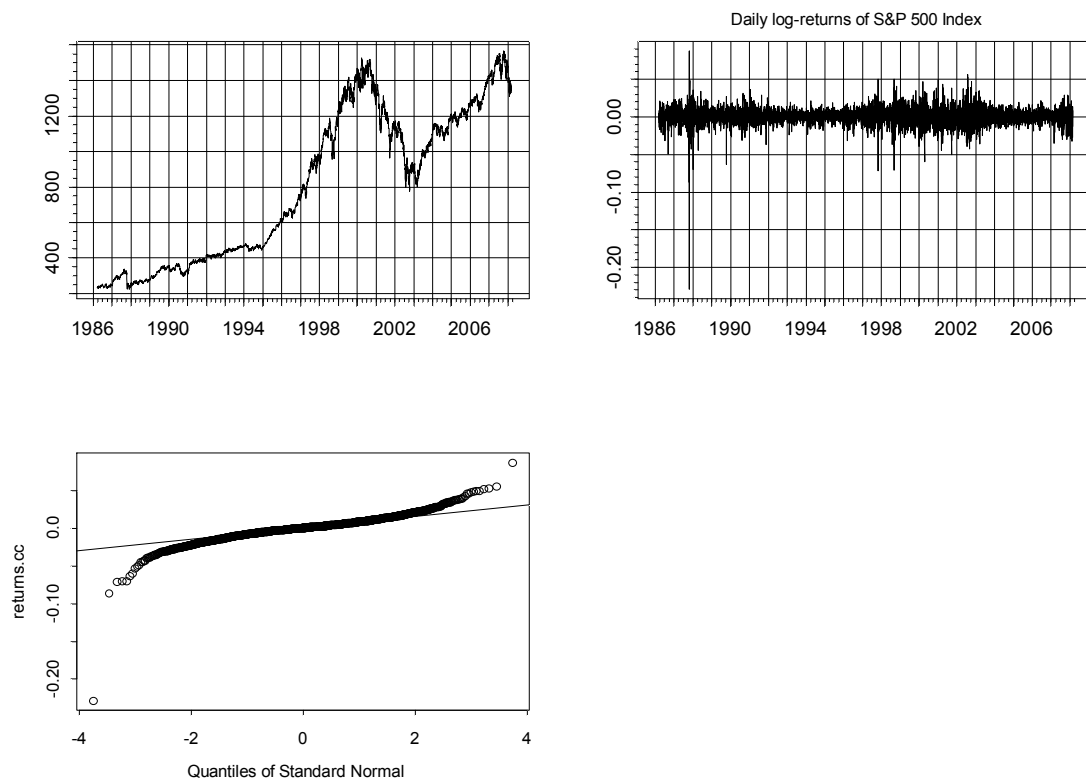 400 800 1200
1986 1990 1994 1998 2002 2006
Daily log-returns of S&P 500 Index
-0.20 -0.10 0.00
1986 1990 1994 1998 2002 2006
returns.cc
-0.20 -0.10 0.0
-4 -2 0 2 4
Quantiles of Standard Normal